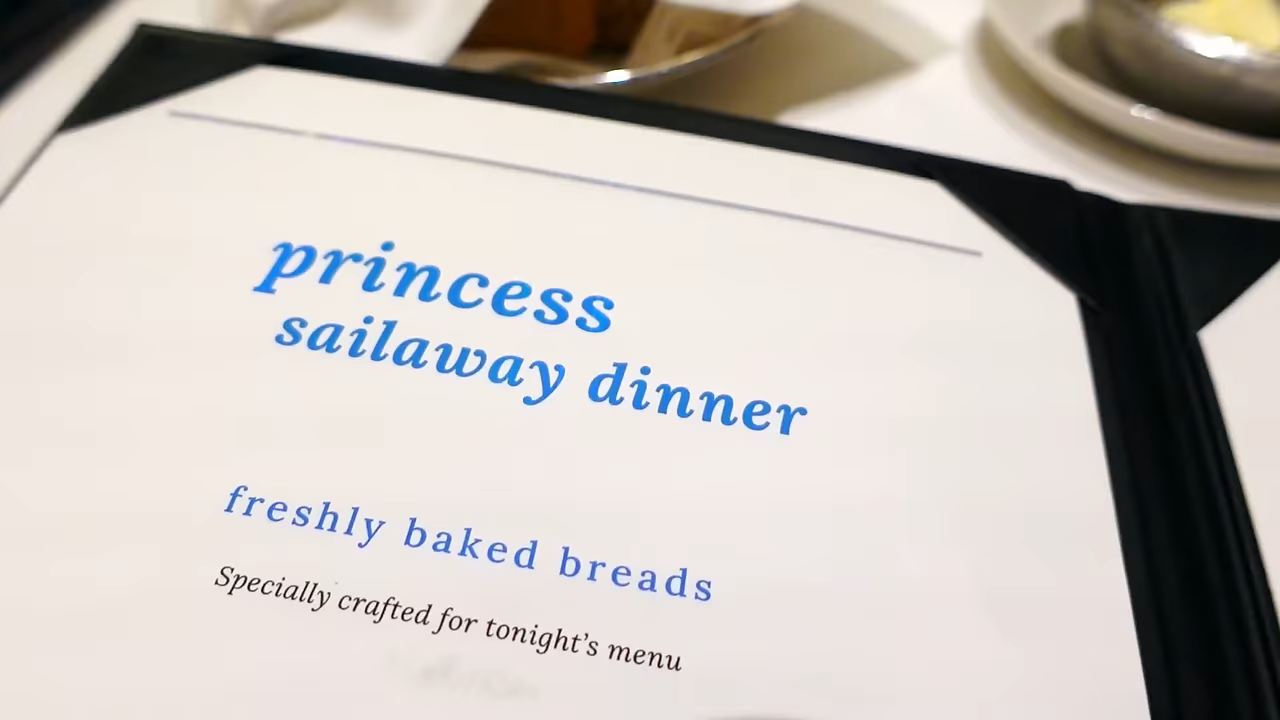 princess
sailaway dinner
freshly baked breads
Specially crafted for tonight's menu